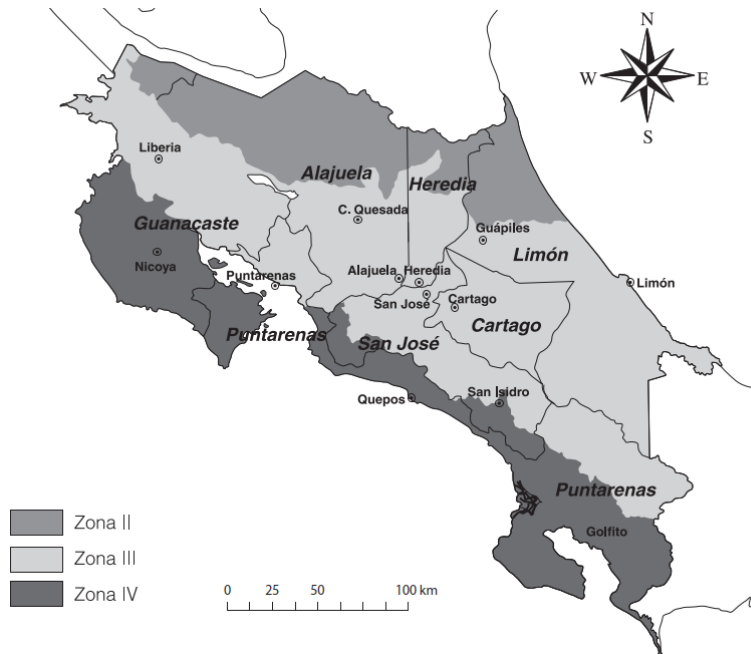 N
W E
S
Liberia
Alajuela
Heredia
C. Quesada
Guanacaste
Guápiles
Limón
Nicoya
Puntarenas
Alajuela Heredia
Limón
San José
Cartago
Puntarenas
San José
Cartago
Quepos
San Isidro
Puntarenas
Golfito
Zona II
Zona III
Zona IV
0 25 50 100 km